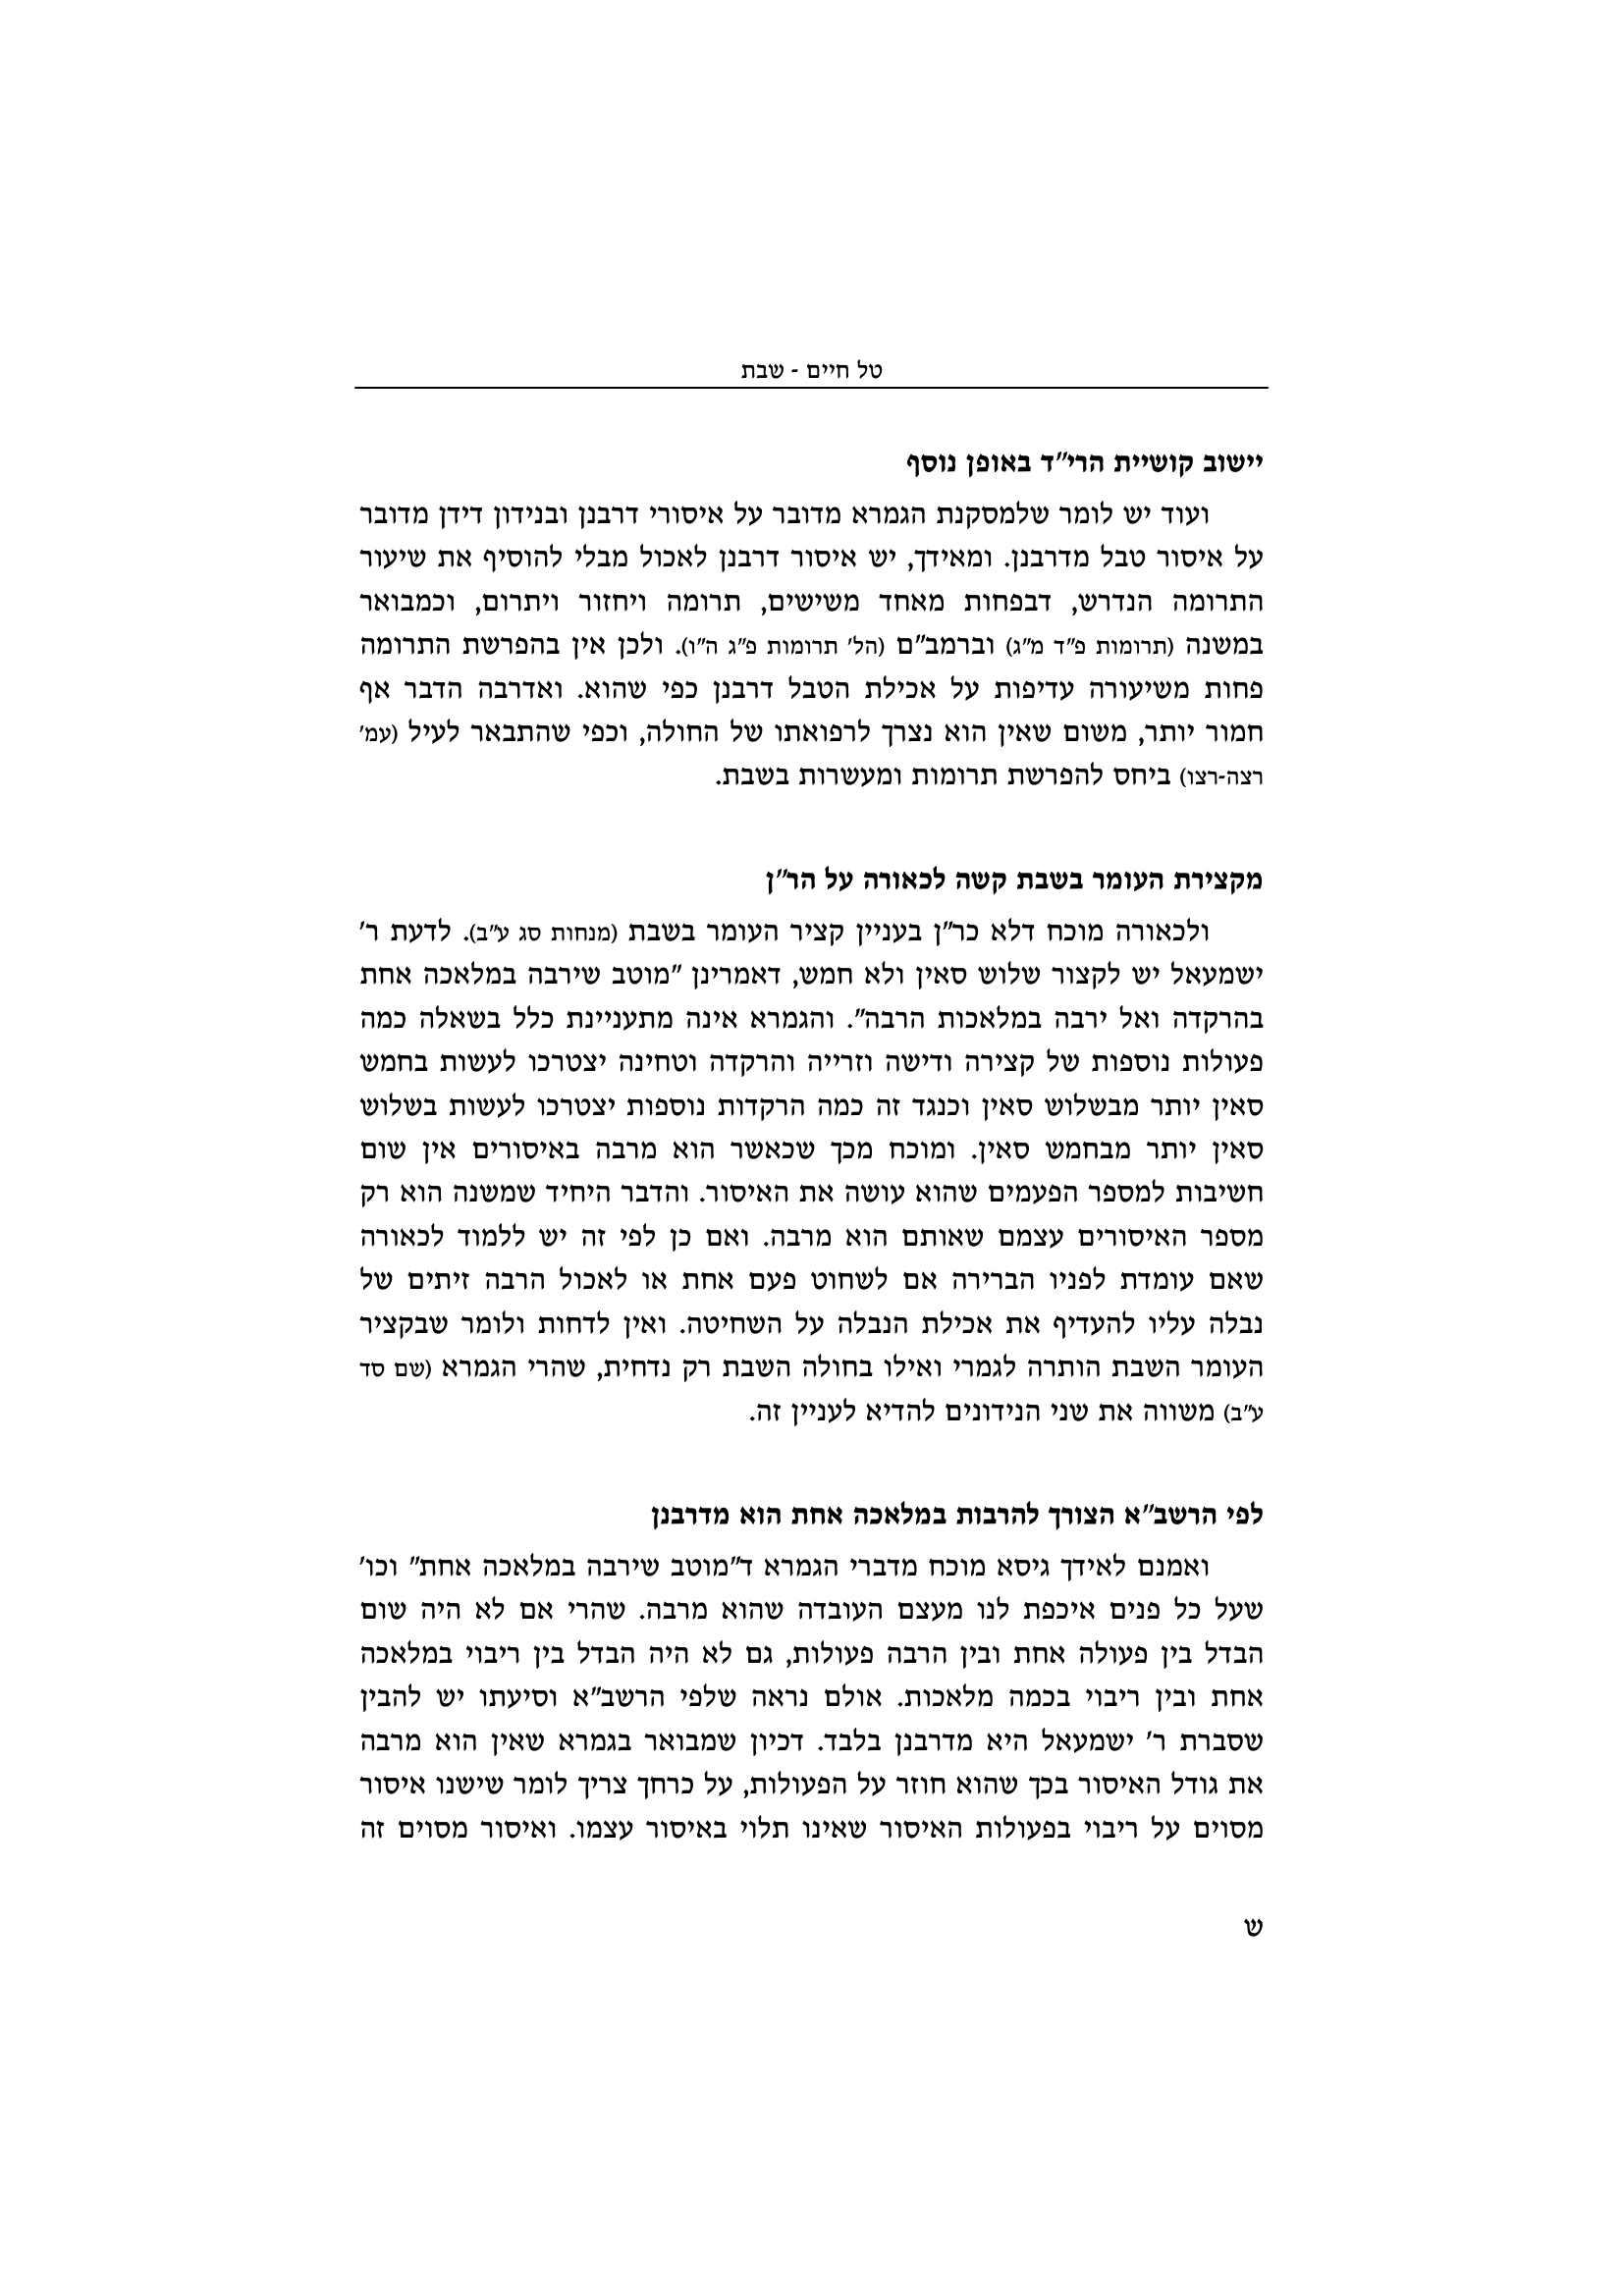 טל חיים - שבת
יישוב קושיית הרי"ד באופן נוסף
ועוד יש לומר שלמסקנת הגמרא מדובר על איסורי דרבנן ובנידון דידן מדובר
על איסור טבל מדרבנן. ומאידך, יש איסור דרבנן לאכול מבלי להוסיף את שיעור
התרומה הנדרש, דבפחות מאחד משישים, תרומה ויחזור ויתרום, וכמבואר
במשנה (תרומות פ"ד מ"ג) וברמב"ם (הל' תרומות פ"ג ה"ו). ולכן אין בהפרשת התרומה
פחות משיעורה עדיפות על אכילת הטבל דרבנן כפי שהוא. ואדרבה הדבר אף
חמור יותר, משום שאין הוא נצרך לרפואתו של החולה, וכפי שהתבאר לעיל (עמ'
רצה-רצו) ביחס להפרשת תרומות ומעשרות בשבת.
מקצירת העומר בשבת קשה לכאורה על הר"ן
ולכאורה מוכח דלא כר"ן בעניין קציר העומר בשבת (מנחות סג ע"ב). לדעת ר'
ישמעאל יש לקצור שלוש סאין ולא חמש, דאמרינן "מוטב שירבה במלאכה אחת
בהרקדה ואל ירבה במלאכות הרבה". והגמרא אינה מתעניינת כלל בשאלה כמה
פעולות נוספות של קצירה ודישה וזרייה והרקדה וטחינה יצטרכו לעשות בחמש
סאין יותר מבשלוש סאין וכנגד זה כמה הרקדות נוספות יצטרכו לעשות בשלוש
סאין יותר מבחמש סאין. ומוכח מכך שכאשר הוא מרבה באיסורים אין שום
חשיבות למספר הפעמים שהוא עושה את האיסור. והדבר היחיד שמשנה הוא רק
מספר האיסורים עצמם שאותם הוא מרבה. ואם כן לפי זה יש ללמוד לכאורה
שאם עומדת לפניו הברירה אם לשחוט פעם אחת או לאכול הרבה זיתים של
נבלה עליו להעדיף את אכילת הנבלה על השחיטה. ואין לדחות ולומר שבקציר
העומר השבת הותרה לגמרי ואילו בחולה השבת רק נדחית, שהרי הגמרא (שם סד
ע"ב) משווה את שני הנידונים להדיא לעניין זה.
לפי הרשב"א הצורך להרבות במלאכה אחת הוא מדרבנן
ואמנם לאידך גיסא מוכח מדברי הגמרא ד"מוטב שירבה במלאכה אחת" וכו'
שעל כל פנים איכפת לנו מעצם העובדה שהוא מרבה. שהרי אם לא היה שום
הבדל בין פעולה אחת ובין הרבה פעולות, גם לא היה הבדל בין ריבוי במלאכה
אחת ובין ריבוי בכמה מלאכות. אולם נראה שלפי הרשב"א וסיעתו יש להבין
שסברת ר' ישמעאל היא מדרבנן בלבד. דכיון שמבואר בגמרא שאין הוא מרבה
את גודל האיסור בכך שהוא חוזר על הפעולות, על כרחך צריך לומר שישנו איסור
מסוים על ריבוי בפעולות האיסור שאינו תלוי באיסור עצמו. ואיסור מסוים זה
ש